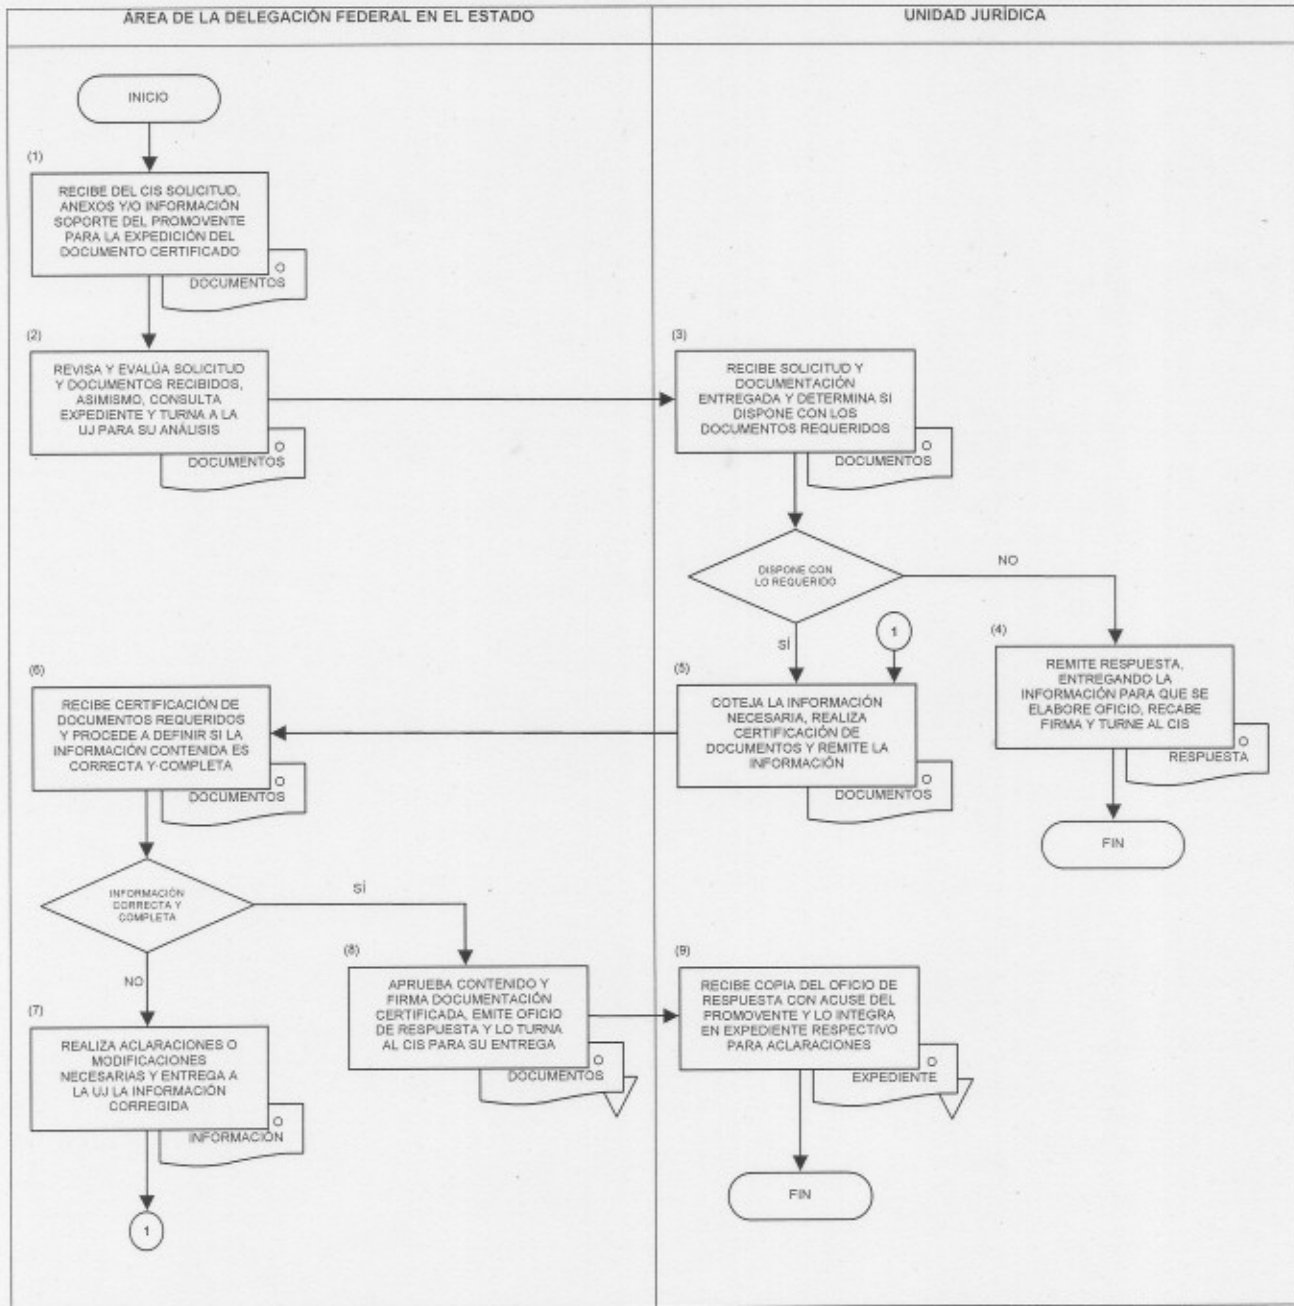 ÁREA DE LA DELEGACIÓN FEDERAL EN EL ESTADO
UNIDAD JURÍDICA
INICIO
(1)
RECIBE DEL CIS SOLICITUD,
ANEXOS Y/O INFORMACIÓN
SOPORTE DEL PROMOVENTE
PARA LA EXPEDICIÓN DEL
DOCUMENTO CERTIFICADO
O
DOCUMENTOS
(2)
REVISA Y EVALÚA SOLICITUD
Y DOCUMENTOS RECIBIDOS,
ASIMISMO, CONSULTA
EXPEDIENTE Y TURNA A LA
UJ PARA SU ANÁLISIS
O
DOCUMENTOS
(3)
RECIBE SOLICITUD Y
DOCUMENTACIÓN
ENTREGADA Y DETERMINA SI
DISPONE CON LOS
DOCUMENTOS REQUERIDOS
O
DOCUMENTOS
DISPONE CON
LO REQUERIDO
NO
SÍ
1
(4)
REMITE RESPUESTA,
ENTREGANDO LA
INFORMACIÓN PARA QUE SE
ELABORE OFICIO, RECABE
FIRMA Y TURNE AL CIS
O
RESPUESTA
FIN
(5)
COTEJA LA INFORMACIÓN
NECESARIA, REALIZA
CERTIFICACIÓN DE
DOCUMENTOS Y REMITE LA
INFORMACIÓN
O
DOCUMENTOS
(6)
RECIBE CERTIFICACIÓN DE
DOCUMENTOS REQUERIDOS
Y PROCEDE A DEFINIR SI LA
INFORMACIÓN CONTENIDA ES
CORRECTA Y COMPLETA
O
DOCUMENTOS
INFORMACIÓN
CORRECTA Y
COMPLETA
SÍ
NO
(7)
REALIZA ACLARACIONES O
MODIFICACIONES
NECESARIAS Y ENTREGA A
LA UJ LA INFORMACIÓN
CORREGIDA
O
INFORMACIÓN
1
(8)
APRUEBA CONTENIDO Y
FIRMA DOCUMENTACIÓN
CERTIFICADA, EMITE OFICIO
DE RESPUESTA Y LO TURNA
AL CIS PARA SU ENTREGA
O
DOCUMENTOS
(9)
RECIBE COPIA DEL OFICIO DE
RESPUESTA CON ACUSE DEL
PROMOVENTE Y LO INTEGRA
EN EXPEDIENTE RESPECTIVO
PARA ACLARACIONES
O
EXPEDIENTE
FIN